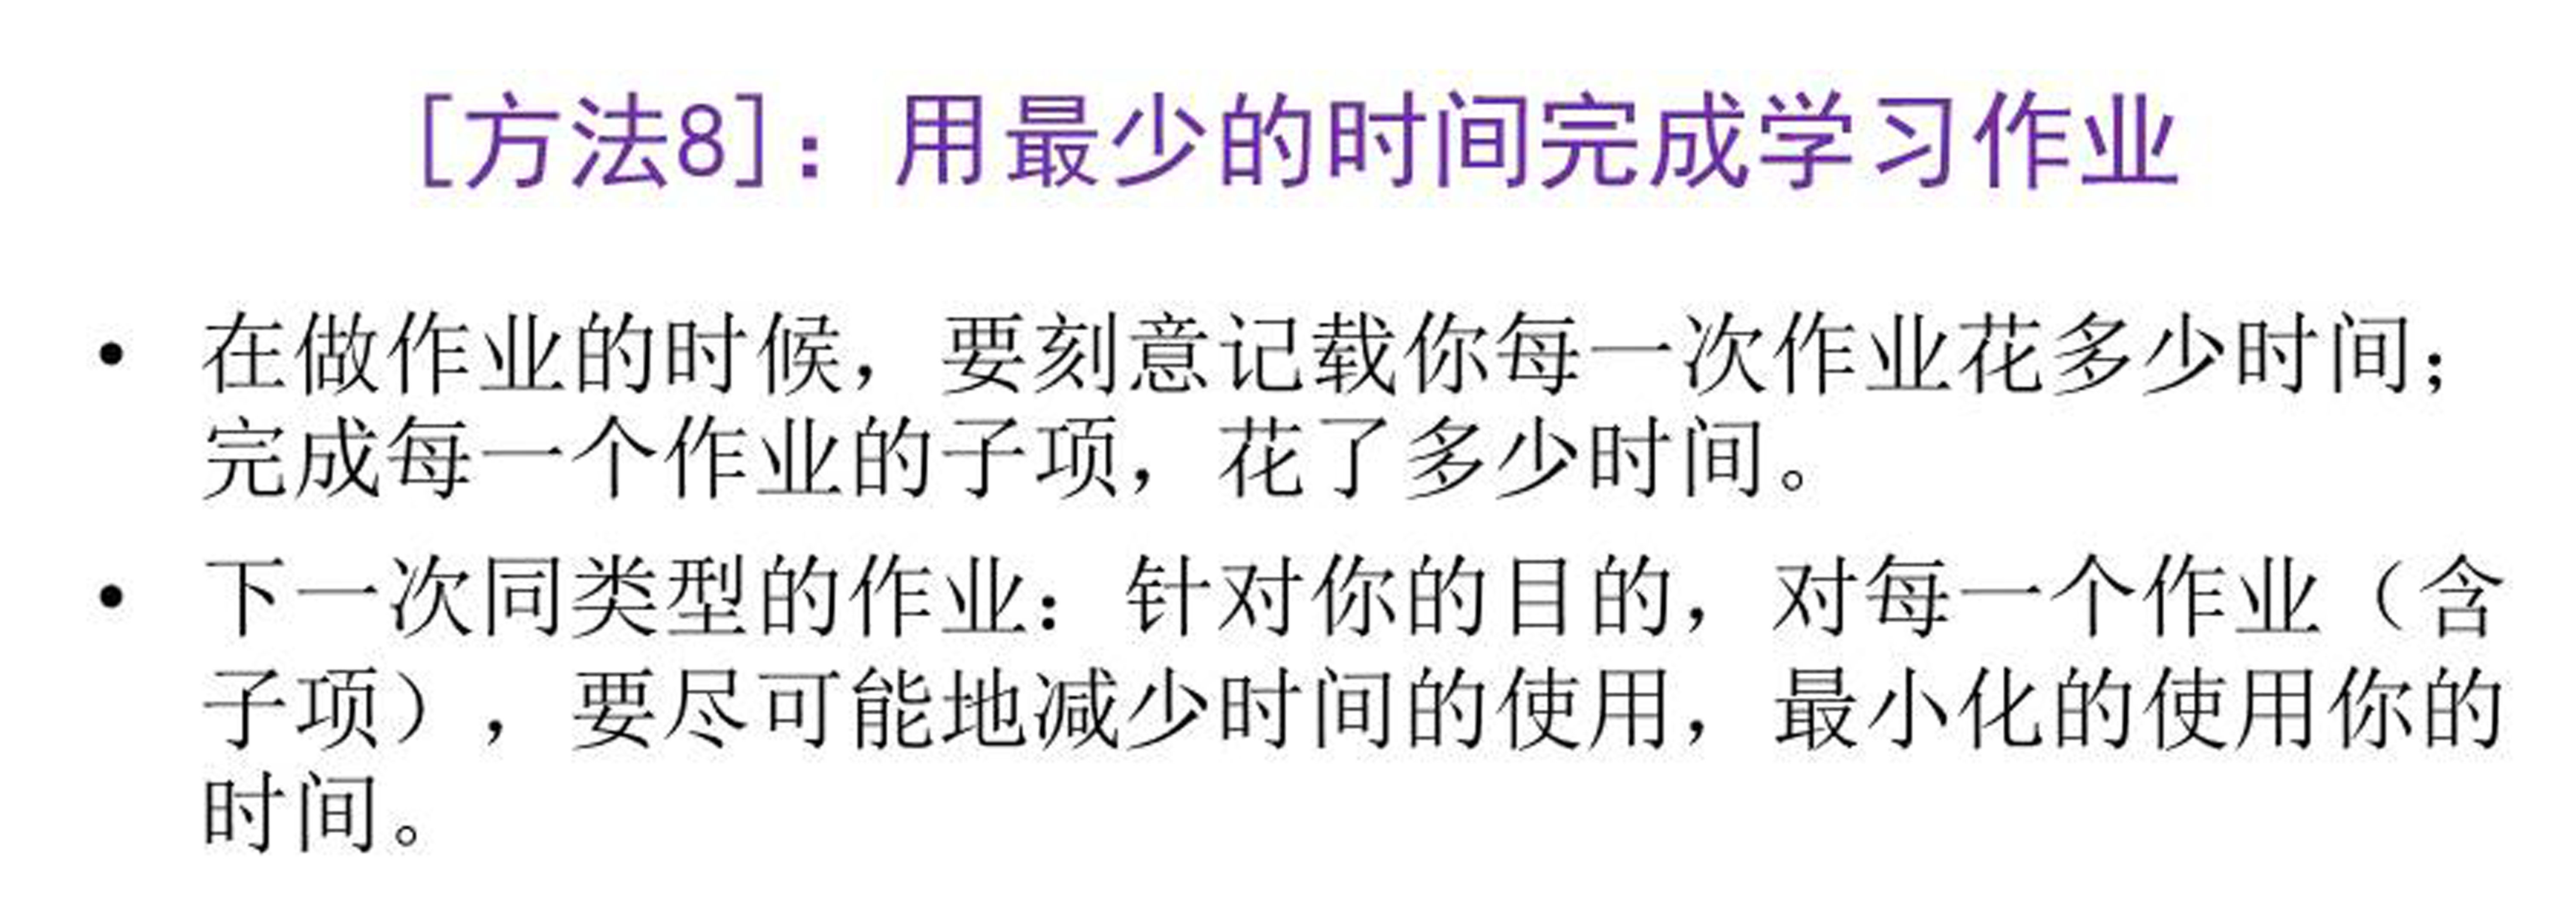 [方法8]：用最少的时间完成学习作业
• 在做作业的时候，要刻意记载你每一次作业花多少时间；
完成每一个作业的子项，花了多少时间。
• 下一次同类型的作业：针对你的目的，对每一个作业（含
子项），要尽可能地减少时间的使用，最小化的使用你的
时间。